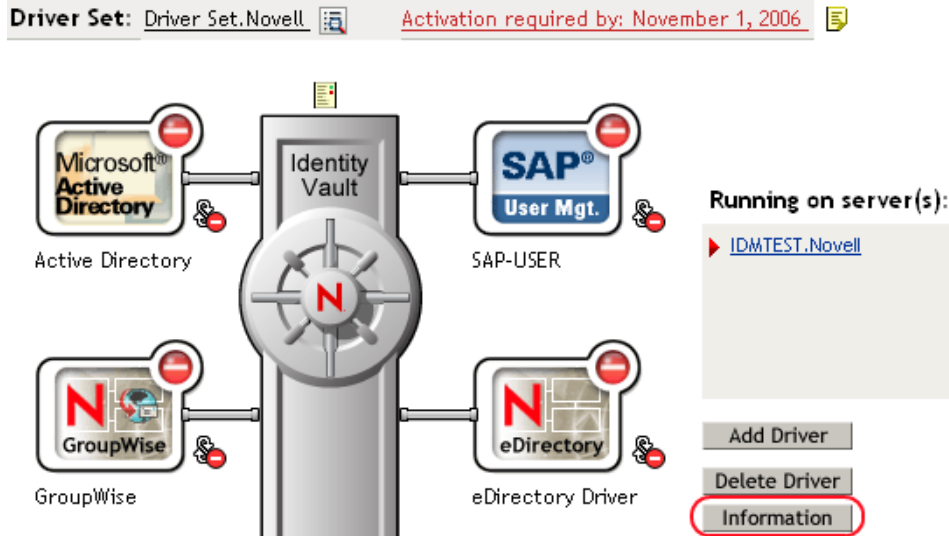 Driver Set: Driver Set.Novell Activation required by: November 1, 2006
Identity
Vault
Microsoft®
Active
Directory
Active Directory
SAP®
User Mgt.
SAP-USER
Running on server(s):
IDMTEST.Novell
N
N
GroupWise
GroupWise
N
eDirectory
eDirectory Driver
Add Driver
Delete Driver
Information